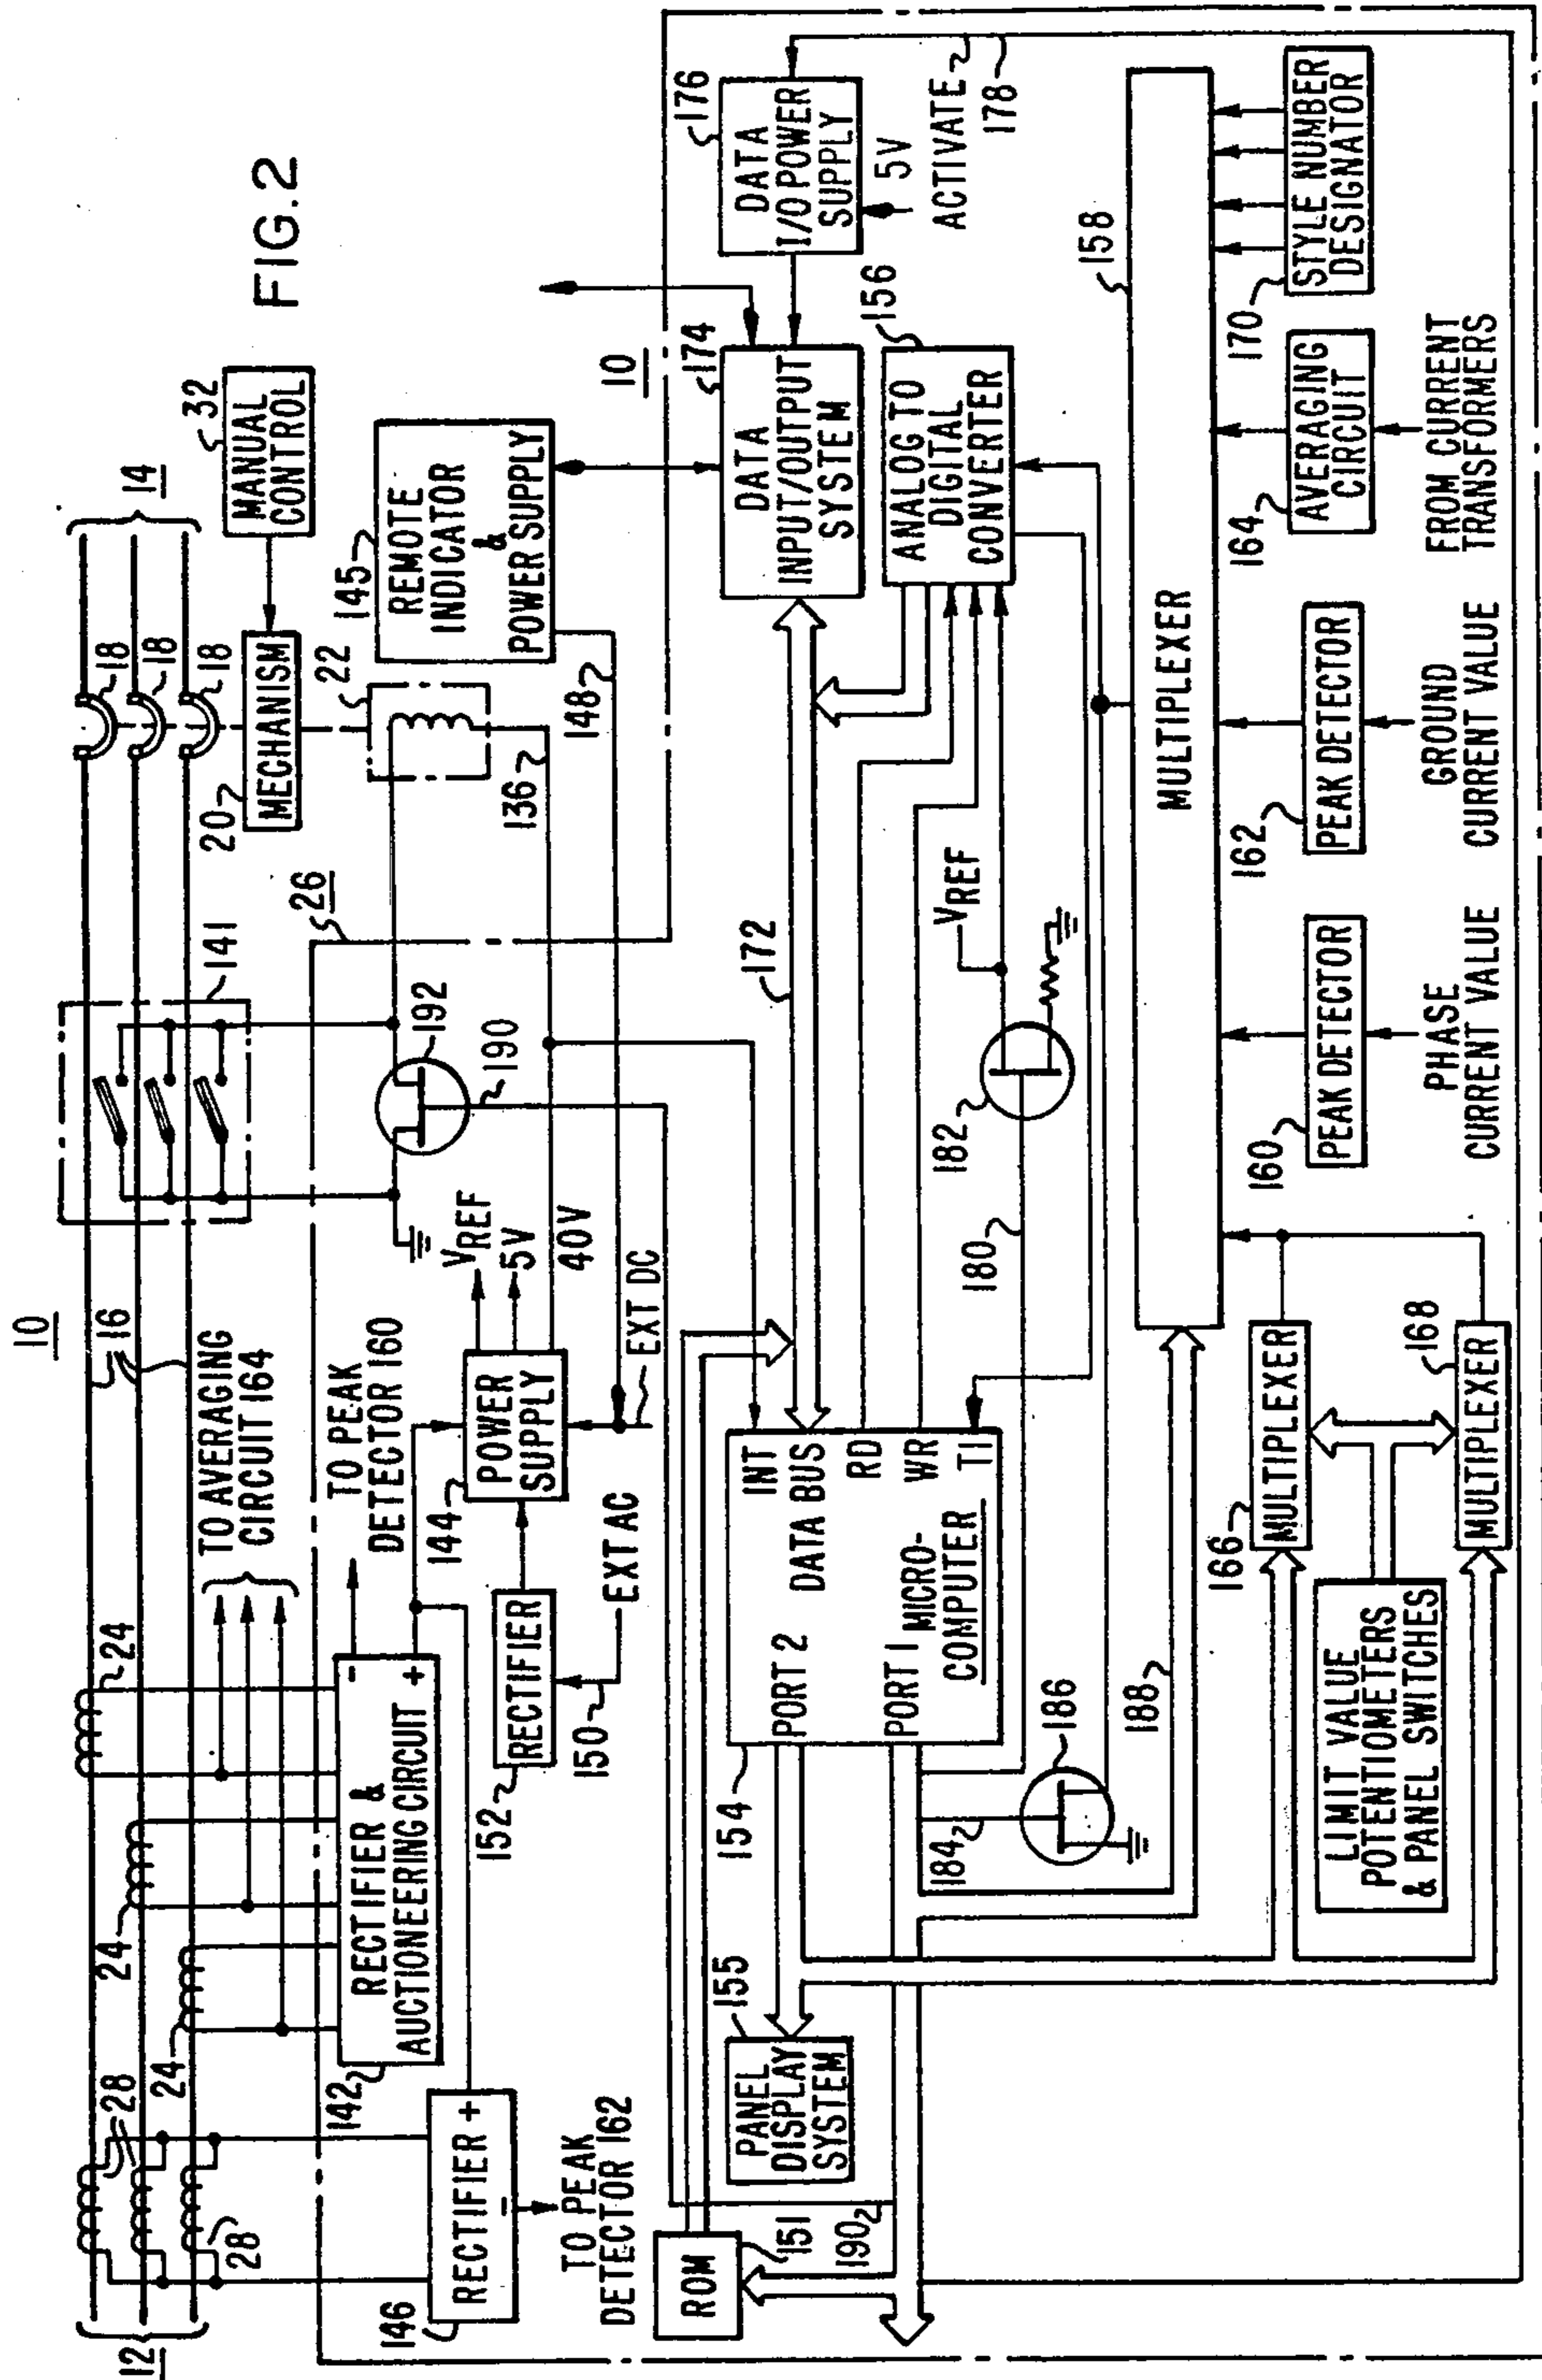 FIG.2
10
12
14
16
18
18
18
20
MECHANISM
22
MANUAL
CONTROL
32
24
24
24
28
28
141
TO AVERAGING
CIRCUIT 164
26
142
RECTIFIER &
AUCTIONEERING CIRCUIT
-
+
TO PEAK
DETECTOR 160
146
RECTIFIER
+
-
TO PEAK
DETECTOR 162
144
POWER
SUPPLY
VREF
5V
40V
152
RECTIFIER
150
EXT AC
EXT DC
192
190
136
148
145
REMOTE
INDICATOR
&
POWER SUPPLY
10
ROM
151
190
155
PANEL
DISPLAY
SYSTEM
154
PORT 2
PORT 1
MICRO-
COMPUTER
INT
DATA BUS
RD
WR
TI
172
174
DATA
INPUT/OUTPUT
SYSTEM
176
DATA
I/O POWER
SUPPLY
5V
ACTIVATE
178
156
ANALOG TO
DIGITAL
CONVERTER
VREF
182
180
184
186
188
158
MULTIPLEXER
166
MULTIPLEXER
168
MULTIPLEXER
LIMIT VALUE
POTENTIOMETERS
& PANEL SWITCHES
160
PEAK DETECTOR
PHASE
CURRENT VALUE
162
PEAK DETECTOR
GROUND
CURRENT VALUE
164
AVERAGING
CIRCUIT
FROM CURRENT
TRANSFORMERS
170
STYLE NUMBER
DESIGNATOR